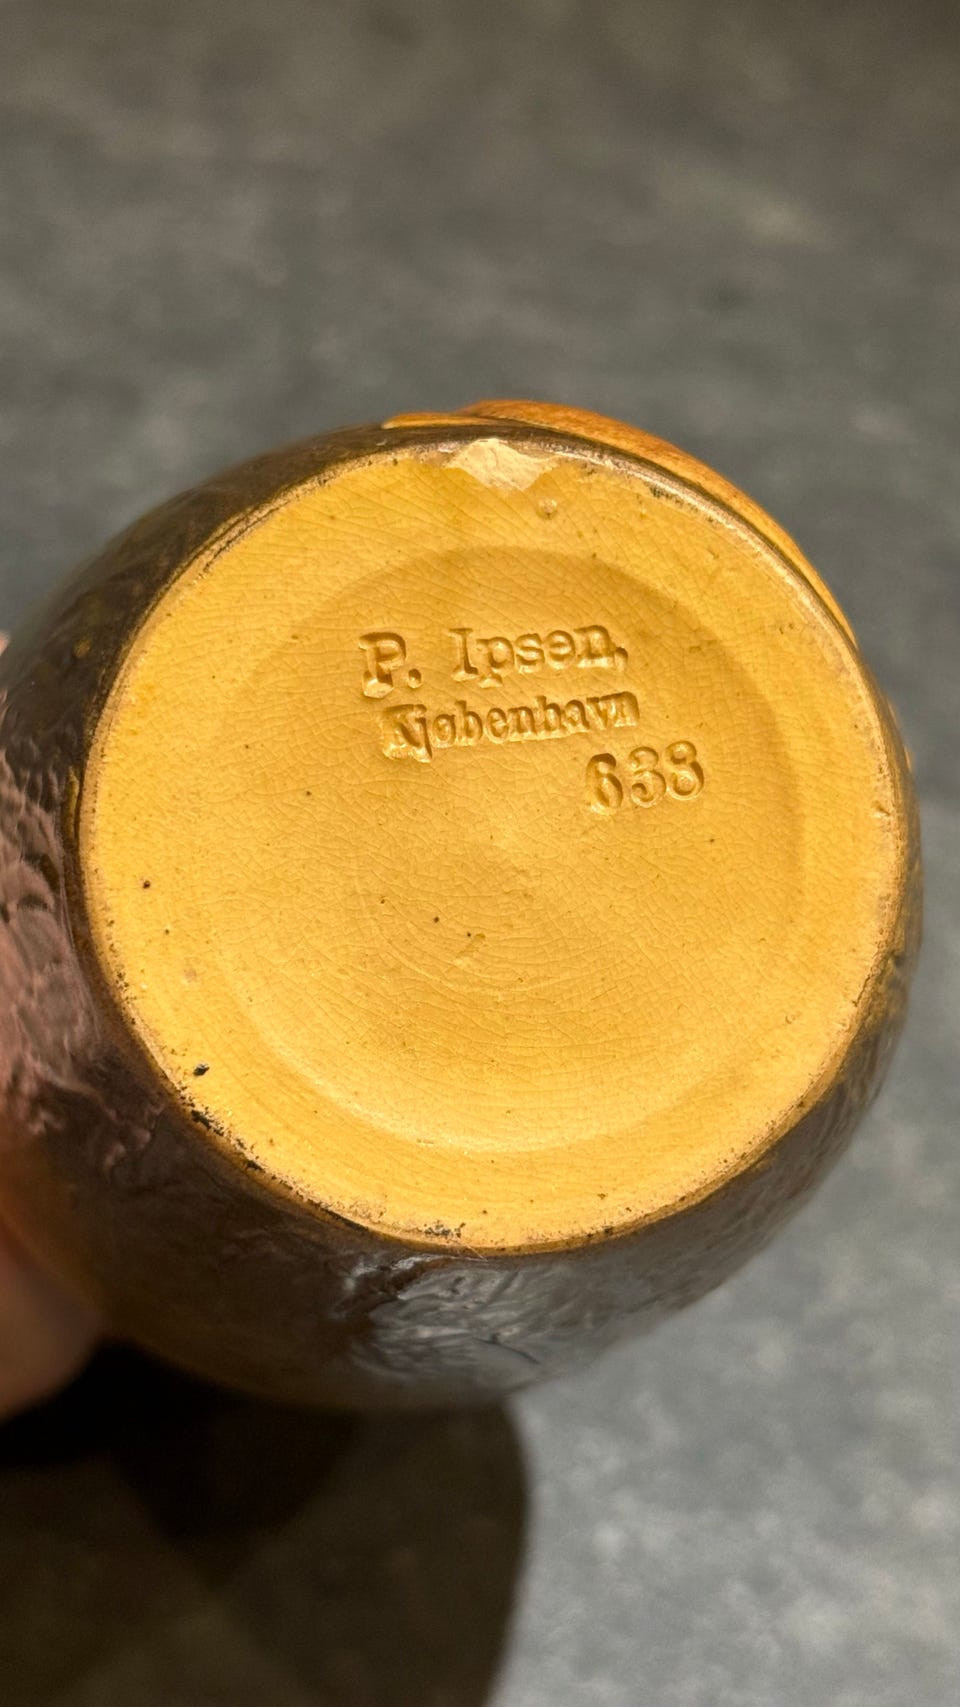 P. Ipsen,
Kjøbenhavn
638